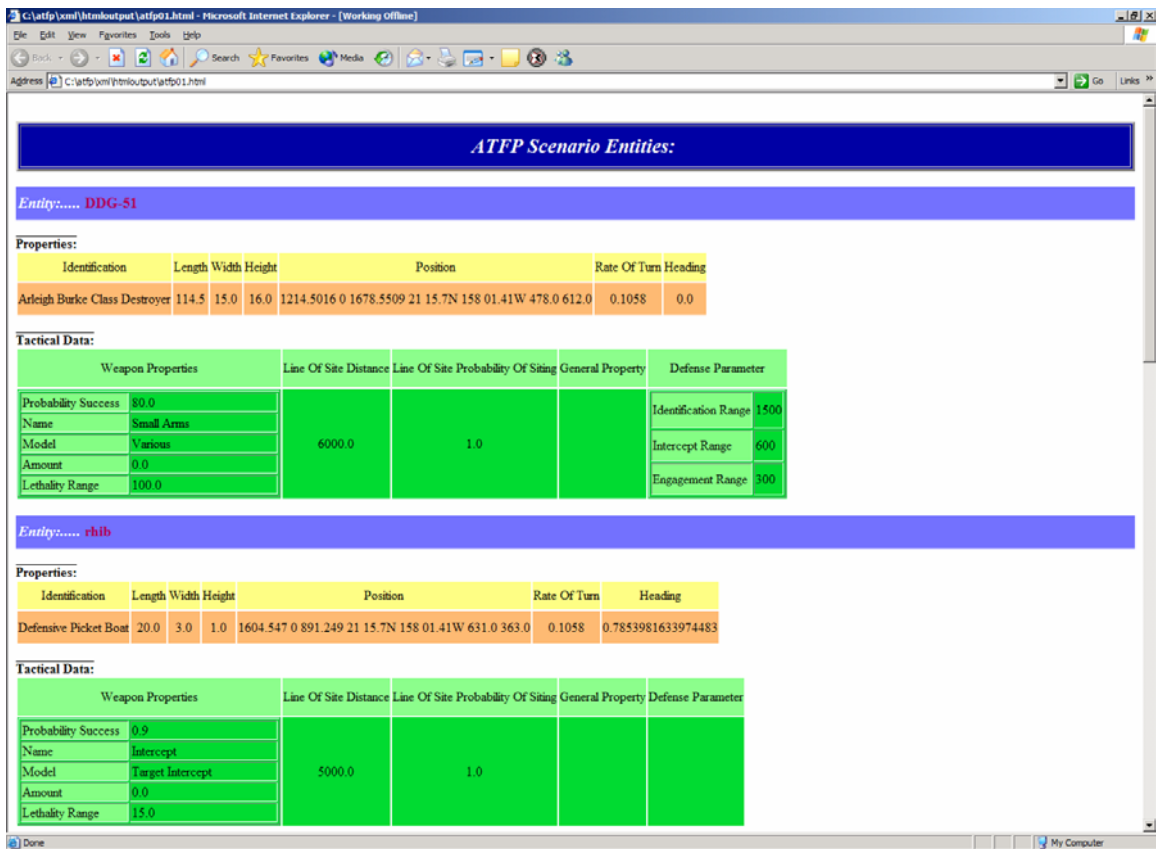 C:\atfp\xml\htmloutput\atfp01.html - Microsoft Internet Explorer - [Working Offline]
File Edit View Favorites Tools Help
Back Search Favorites Media
Address C:\atfp\xml\htmloutput\atfp01.html Go Links »
ATFP Scenario Entities:
Entity:..... DDG-51
Properties:
Identification Length Width Height Position Rate Of Turn Heading
Arleigh Burke Class Destroyer 114.5 15.0 16.0 1214.5016 0 1678.5509 21 15.7N 158 01.41W 478.0 612.0 0.1058 0.0
Tactical Data:
Weapon Properties Line Of Site Distance Line Of Site Probability Of Siting General Property Defense Parameter
Probability Success 80.0
Name Small Arms
Model Various
Amount 0.0
Lethality Range 100.0
6000.0
1.0
Identification Range 1500
Intercept Range 600
Engagement Range 300
Entity:..... rhib
Properties:
Identification Length Width Height Position Rate Of Turn Heading
Defensive Picket Boat 20.0 3.0 1.0 1604.547 0 891.249 21 15.7N 158 01.41W 631.0 363.0 0.1058 0.7853981633974483
Tactical Data:
Weapon Properties Line Of Site Distance Line Of Site Probability Of Siting General Property Defense Parameter
Probability Success 0.9
Name Intercept
Model Target Intercept
Amount 0.0
Lethality Range 15.0
5000.0
1.0
Done My Computer